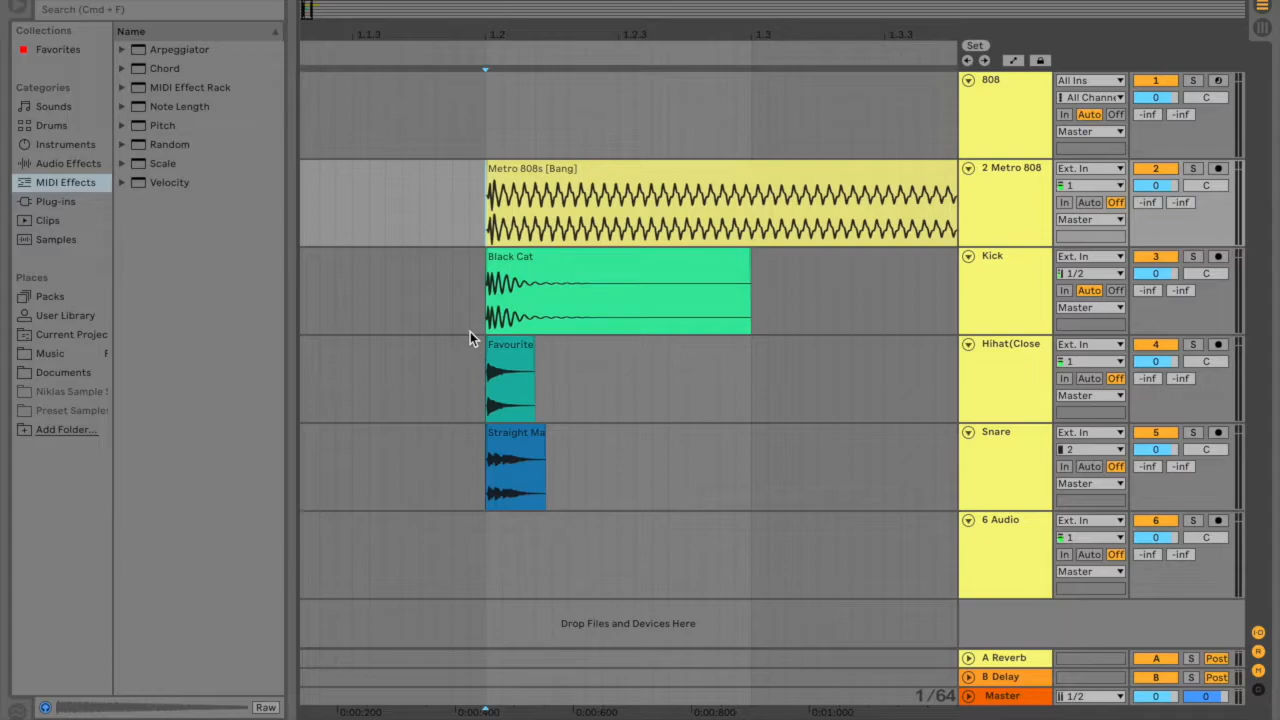 Search (Cmd + F)
Collections
Favorites
Categories
Sounds
Drums
Instruments
Audio Effects
MIDI Effects
Plug-ins
Clips
Samples
Places
Packs
User Library
Current Projec
Music
Documents
Niklas Sample S
Preset Samples
Add Folder...
Name
Arpeggiator
Chord
MIDI Effect Rack
Note Length
Pitch
Random
Scale
Velocity
Raw
1.1.3 1.2 1.2.3 1.3 1.3.3
Set
Metro 808s [Bang]
Black Cat
Favourite
Straight Ma
Drop Files and Devices Here
1/64
0:00:200 0:00:400 0:00:600 0:00:800 0:01:000
808 All Ins 1 S
All Channe 0 C
In Auto Off -inf -inf
Master
2 Metro 808 Ext. In 2 S
1 0 C
In Auto Off -inf -inf
Master
Kick Ext. In 3 S
1/2 0 C
In Auto Off -inf -inf
Master
Hihat(Close Ext. In 4 S
1 0 C
In Auto Off -inf -inf
Master
Snare Ext. In 5 S
2 0 C
In Auto Off -inf -inf
Master
6 Audio Ext. In 6 S
1 0 C
In Auto Off -inf -inf
Master
A Reverb A S Post
B Delay B S Post
Master 1/2 0 0
I-O
R
M
D